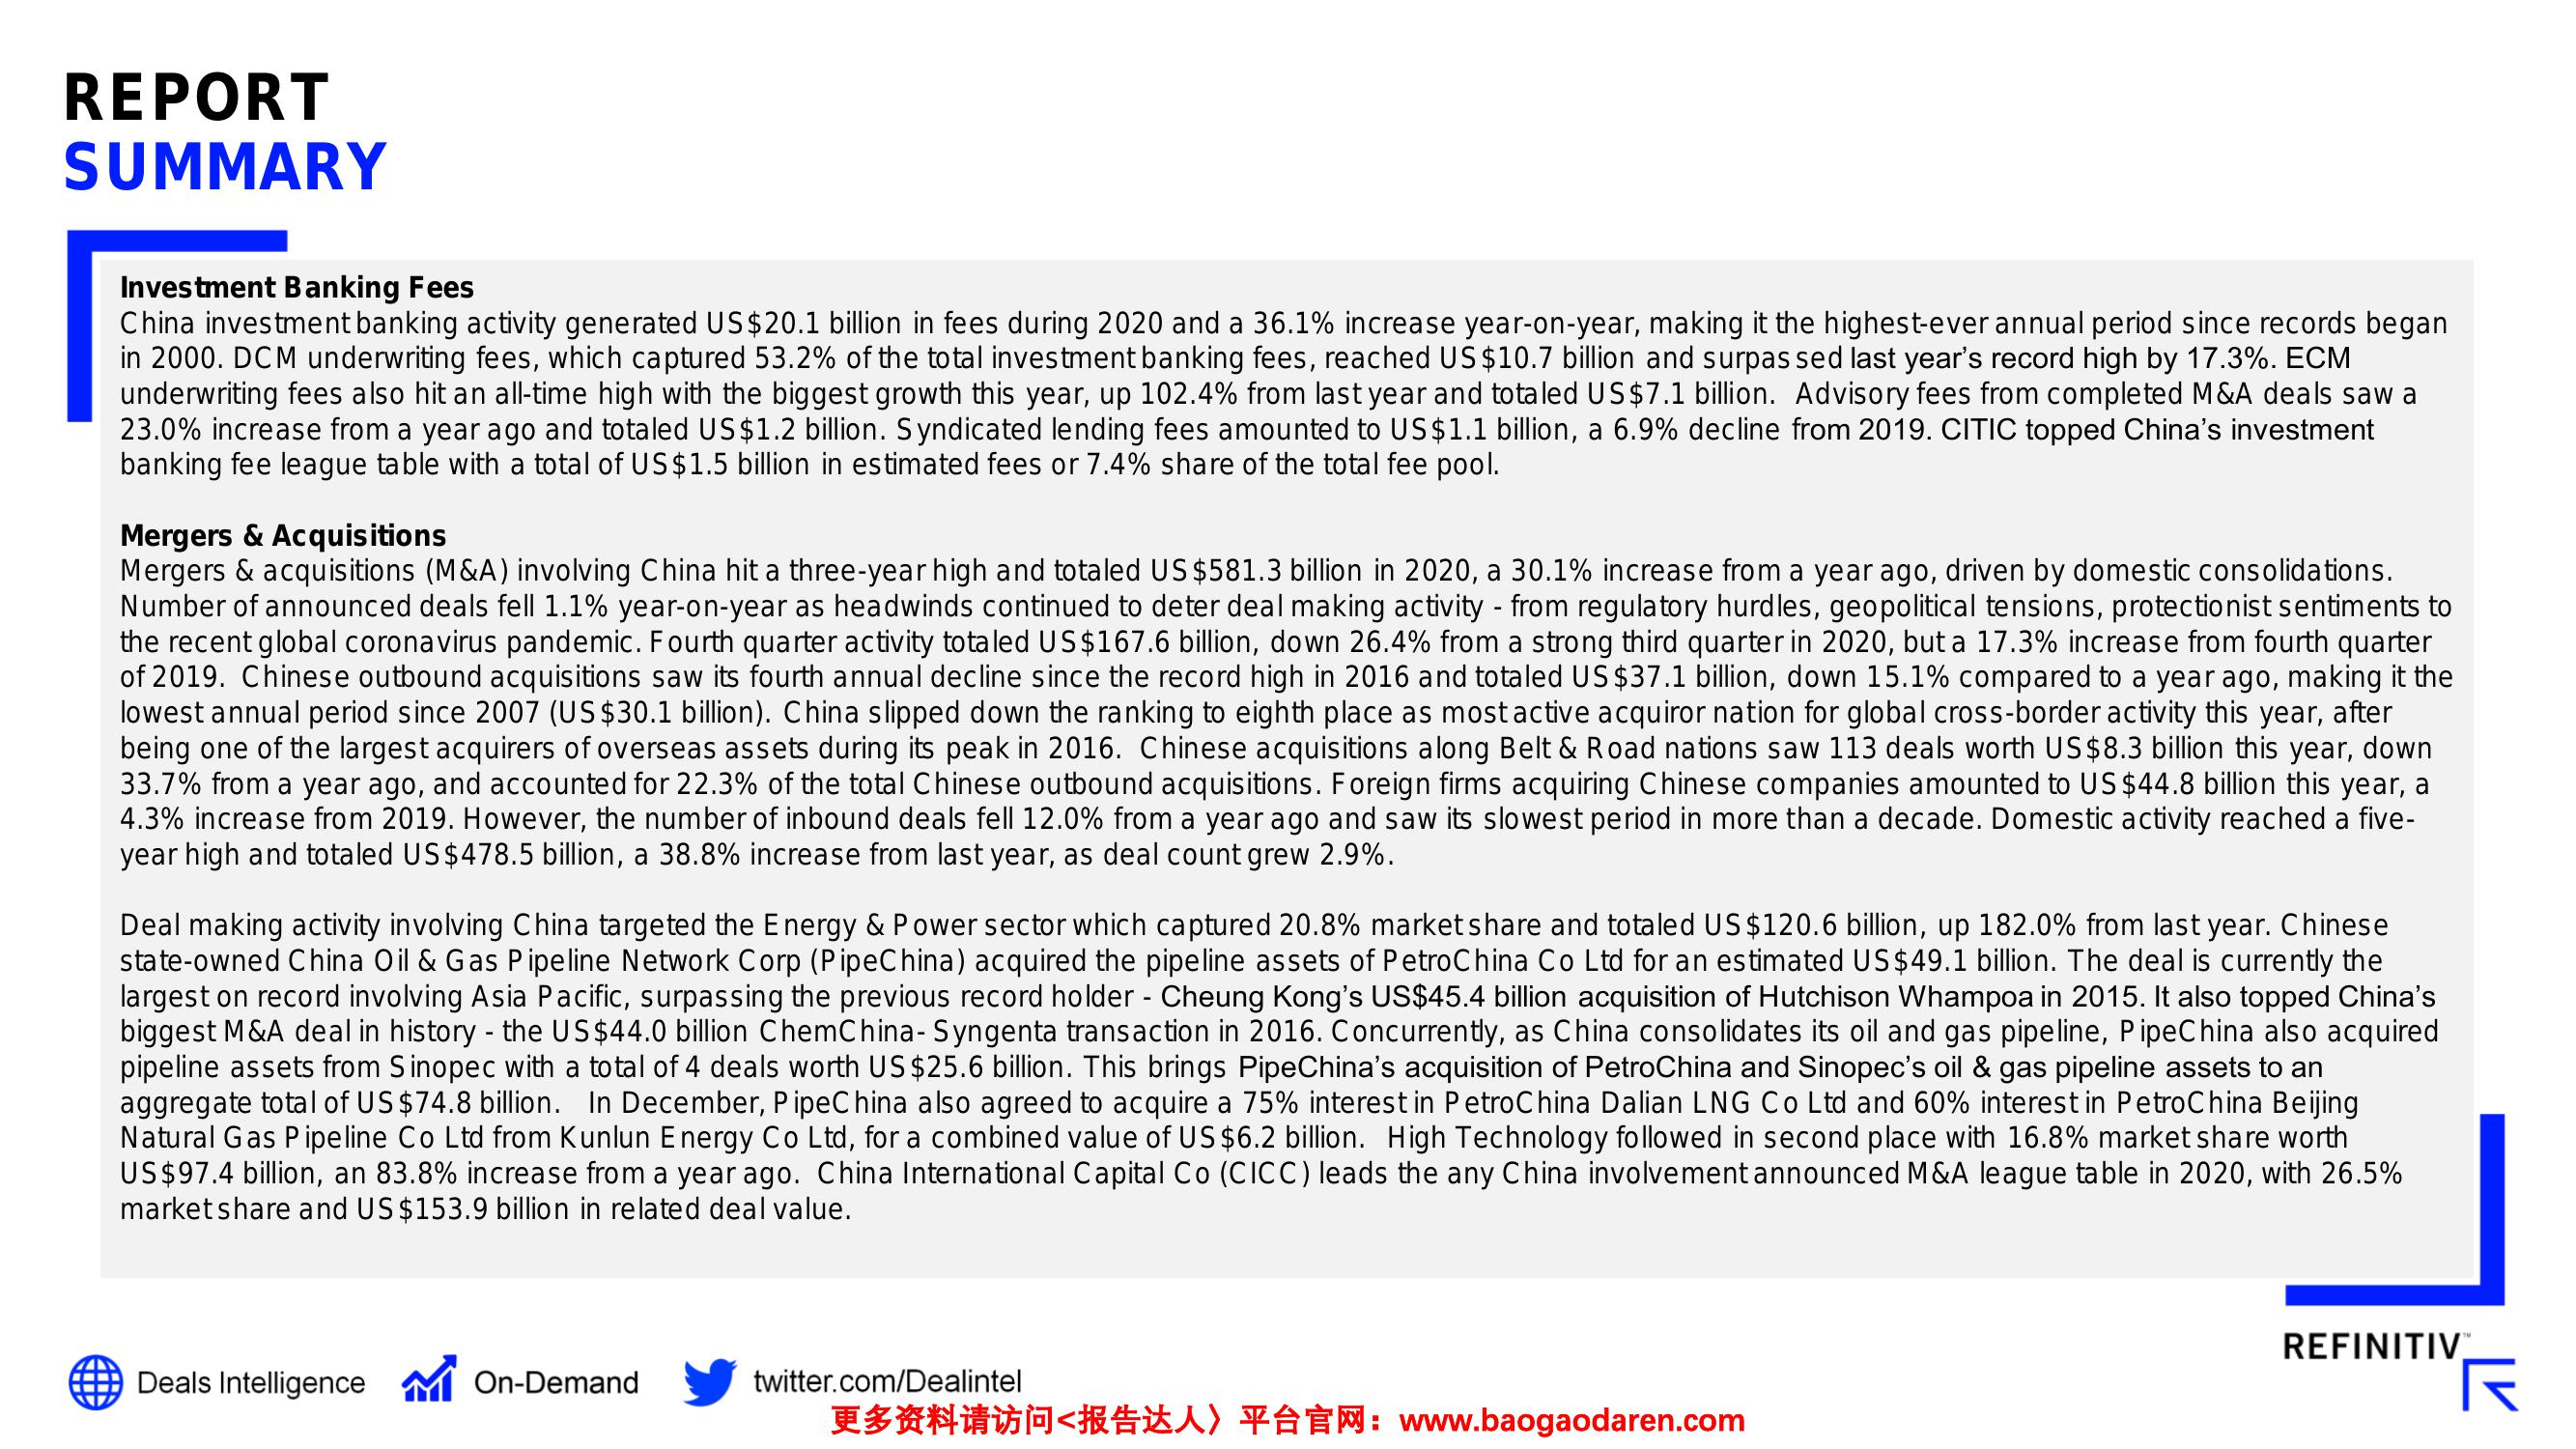 REPORT
SUMMARY
Investment Banking Fees
China investment banking activity generated US$20.1 billion in fees during 2020 and a 36.1% increase year-on-year, making it the highest-ever annual period since records began
in 2000. DCM underwriting fees, which captured 53.2% of the total investment banking fees, reached US$10.7 billion and surpassed last year’s record high by 17.3%. ECM
underwriting fees also hit an all-time high with the biggest growth this year, up 102.4% from last year and totaled US$7.1 billion. Advisory fees from completed M&A deals saw a
23.0% increase from a year ago and totaled US$1.2 billion. Syndicated lending fees amounted to US$1.1 billion, a 6.9% decline from 2019. CITIC topped China’s investment
banking fee league table with a total of US$1.5 billion in estimated fees or 7.4% share of the total fee pool.
Mergers & Acquisitions
Mergers & acquisitions (M&A) involving China hit a three-year high and totaled US$581.3 billion in 2020, a 30.1% increase from a year ago, driven by domestic consolidations.
Number of announced deals fell 1.1% year-on-year as headwinds continued to deter deal making activity - from regulatory hurdles, geopolitical tensions, protectionist sentiments to
the recent global coronavirus pandemic. Fourth quarter activity totaled US$167.6 billion, down 26.4% from a strong third quarter in 2020, but a 17.3% increase from fourth quarter
of 2019. Chinese outbound acquisitions saw its fourth annual decline since the record high in 2016 and totaled US$37.1 billion, down 15.1% compared to a year ago, making it the
lowest annual period since 2007 (US$30.1 billion). China slipped down the ranking to eighth place as most active acquiror nation for global cross-border activity this year, after
being one of the largest acquirers of overseas assets during its peak in 2016. Chinese acquisitions along Belt & Road nations saw 113 deals worth US$8.3 billion this year, down
33.7% from a year ago, and accounted for 22.3% of the total Chinese outbound acquisitions. Foreign firms acquiring Chinese companies amounted to US$44.8 billion this year, a
4.3% increase from 2019. However, the number of inbound deals fell 12.0% from a year ago and saw its slowest period in more than a decade. Domestic activity reached a five-
year high and totaled US$478.5 billion, a 38.8% increase from last year, as deal count grew 2.9%.
Deal making activity involving China targeted the Energy & Power sector which captured 20.8% market share and totaled US$120.6 billion, up 182.0% from last year. Chinese
state-owned China Oil & Gas Pipeline Network Corp (PipeChina) acquired the pipeline assets of PetroChina Co Ltd for an estimated US$49.1 billion. The deal is currently the
largest on record involving Asia Pacific, surpassing the previous record holder - Cheung Kong’s US$45.4 billion acquisition of Hutchison Whampoa in 2015. It also topped China’s
biggest M&A deal in history - the US$44.0 billion ChemChina- Syngenta transaction in 2016. Concurrently, as China consolidates its oil and gas pipeline, PipeChina also acquired
pipeline assets from Sinopec with a total of 4 deals worth US$25.6 billion. This brings PipeChina’s acquisition of PetroChina and Sinopec’s oil & gas pipeline assets to an
aggregate total of US$74.8 billion. In December, PipeChina also agreed to acquire a 75% interest in PetroChina Dalian LNG Co Ltd and 60% interest in PetroChina Beijing
Natural Gas Pipeline Co Ltd from Kunlun Energy Co Ltd, for a combined value of US$6.2 billion. High Technology followed in second place with 16.8% market share worth
US$97.4 billion, an 83.8% increase from a year ago. China International Capital Co (CICC) leads the any China involvement announced M&A league table in 2020, with 26.5%
market share and US$153.9 billion in related deal value.
REFINITIV™
Deals Intelligence On-Demand twitter.com/Dealintel
更多资料请访问<报告达人〉平台官网：www.baogaodaren.com